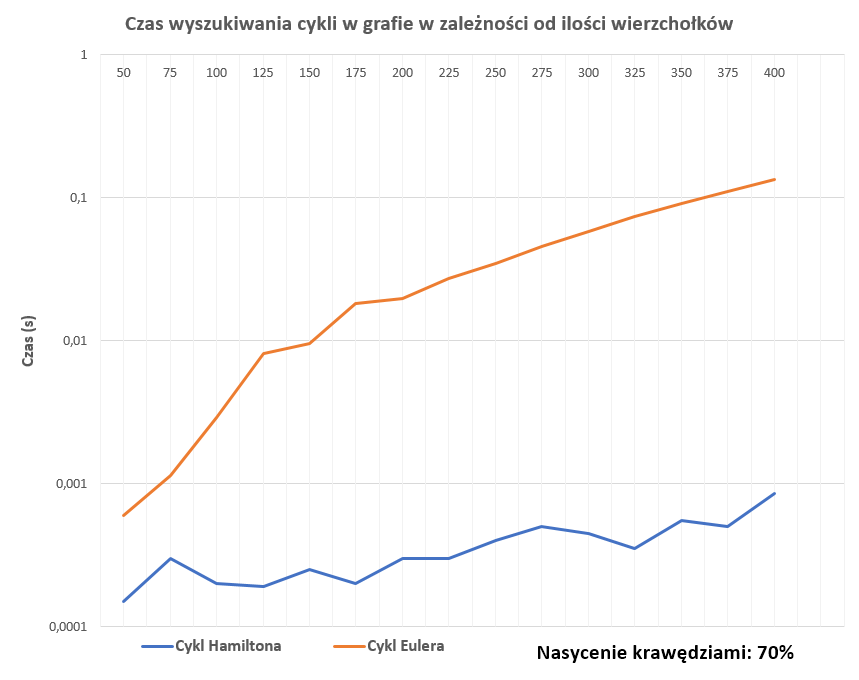 Czas wyszukiwania cykli w grafie w zależności od ilości wierzchołków
1
50 75 100 125 150 175 200 225 250 275 300 325 350 375 400
0,1
Czas (s)
0,01
0,001
0,0001
Cykl Hamiltona Cykl Eulera
Nasycenie krawędziami: 70%